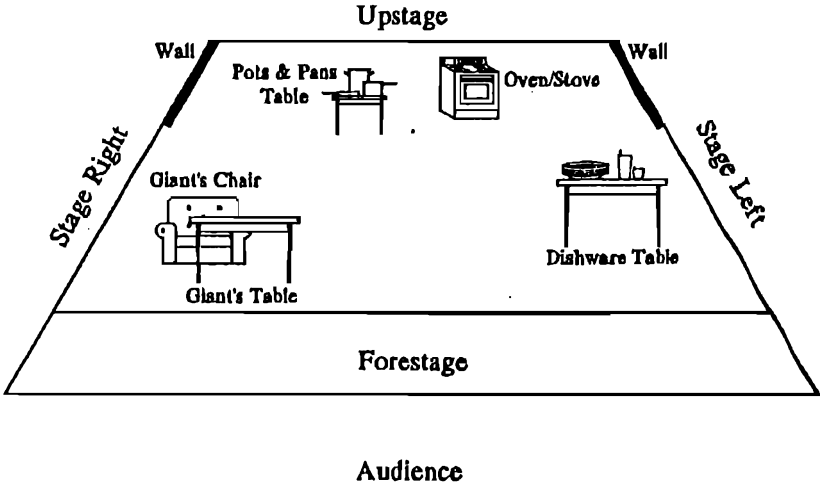 Upstage
Wall
Wall
Pots & Pans
Table
Oven/Stove
Stage Right
Stage Left
Giant's Chair
Dishware Table
Giant's Table
Forestage
Audience